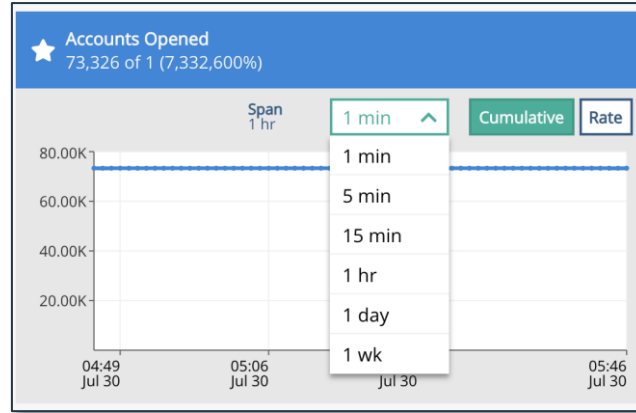 Accounts Opened
73,326 of 1 (7,332,600%)
Span
1 hr
1 min
Cumulative
Rate
1 min
5 min
15 min
1 hr
1 day
1 wk
80.00K
60.00K
40.00K
20.00K
04:49
Jul 30
05:06
Jul 30
Jul 30
05:46
Jul 30